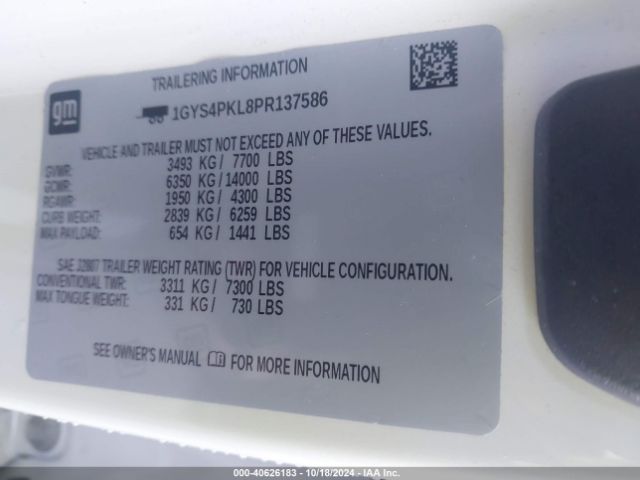 TRAILERING INFORMATION
gm
1GYS4PKL8PR137586
VEHICLE AND TRAILER MUST NOT EXCEED ANY OF THESE VALUES.
GVWR: 3493 KG / 7700 LBS
GCWR: 6350 KG / 14000 LBS
RGAWR: 1950 KG / 4300 LBS
CURB WEIGHT: 2839 KG / 6259 LBS
MAX PAYLOAD: 654 KG / 1441 LBS
SAE J2807 TRAILER WEIGHT RATING (TWR) FOR VEHICLE CONFIGURATION.
CONVENTIONAL TWR: 3311 KG / 7300 LBS
MAX TONGUE WEIGHT: 331 KG / 730 LBS
SEE OWNER'S MANUAL FOR MORE INFORMATION
000-40626183 - 10/18/2024 - IAA Inc.